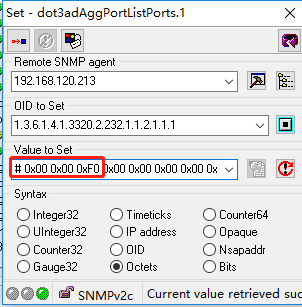 Set - dot3adAggPortListPorts.1
Remote SNMP agent
192.168.120.213
OID to Set
1.3.6.1.4.1.3320.2.232.1.1.2.1.1.1
Value to Set
# 0x00 0x00 0xF0 0x00 0x00 0x00 0x00 0x
Syntax
Integer32 Timeticks Counter64
UInteger32 IP address Opaque
Counter32 OID Nsapaddr
Gauge32 Octets Bits
SNMPv2c Current value retrieved suc